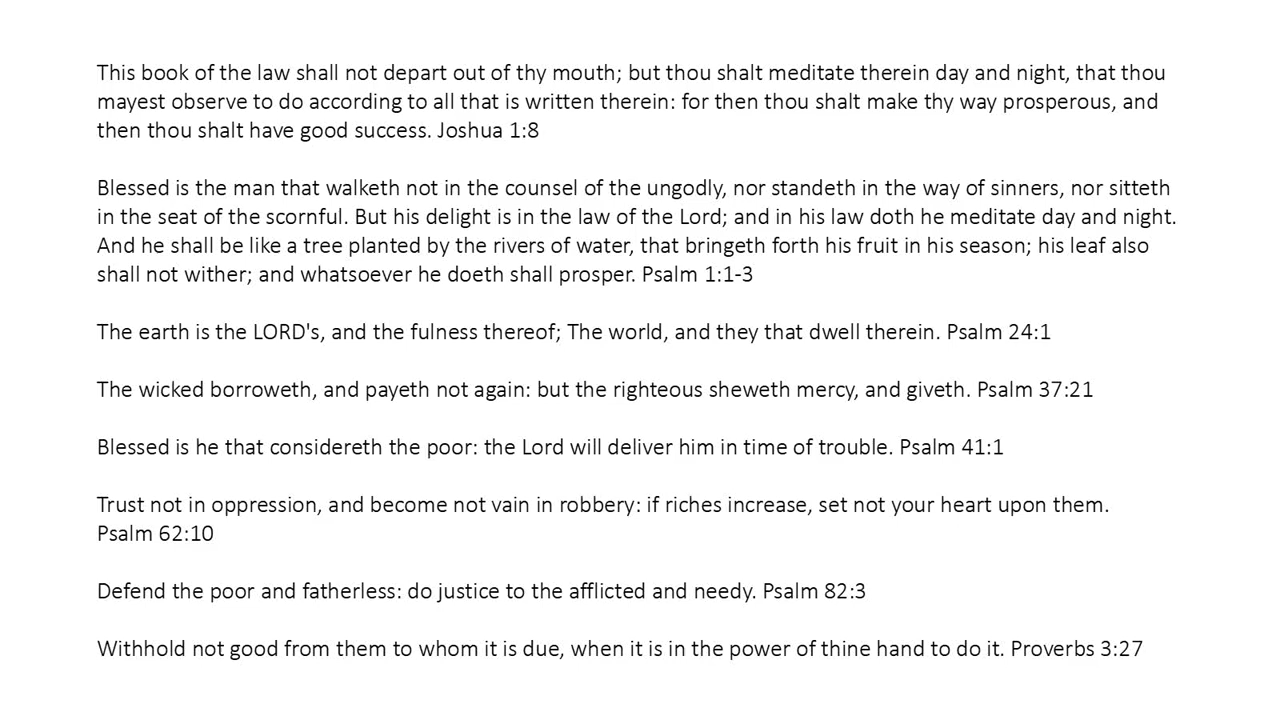 This book of the law shall not depart out of thy mouth; but thou shalt meditate therein day and night, that thou
mayest observe to do according to all that is written therein: for then thou shalt make thy way prosperous, and
then thou shalt have good success. Joshua 1:8
Blessed is the man that walketh not in the counsel of the ungodly, nor standeth in the way of sinners, nor sitteth
in the seat of the scornful. But his delight is in the law of the Lord; and in his law doth he meditate day and night.
And he shall be like a tree planted by the rivers of water, that bringeth forth his fruit in his season; his leaf also
shall not wither; and whatsoever he doeth shall prosper. Psalm 1:1-3
The earth is the LORD's, and the fulness thereof; The world, and they that dwell therein. Psalm 24:1
The wicked borroweth, and payeth not again: but the righteous sheweth mercy, and giveth. Psalm 37:21
Blessed is he that considereth the poor: the Lord will deliver him in time of trouble. Psalm 41:1
Trust not in oppression, and become not vain in robbery: if riches increase, set not your heart upon them.
Psalm 62:10
Defend the poor and fatherless: do justice to the afflicted and needy. Psalm 82:3
Withhold not good from them to whom it is due, when it is in the power of thine hand to do it. Proverbs 3:27